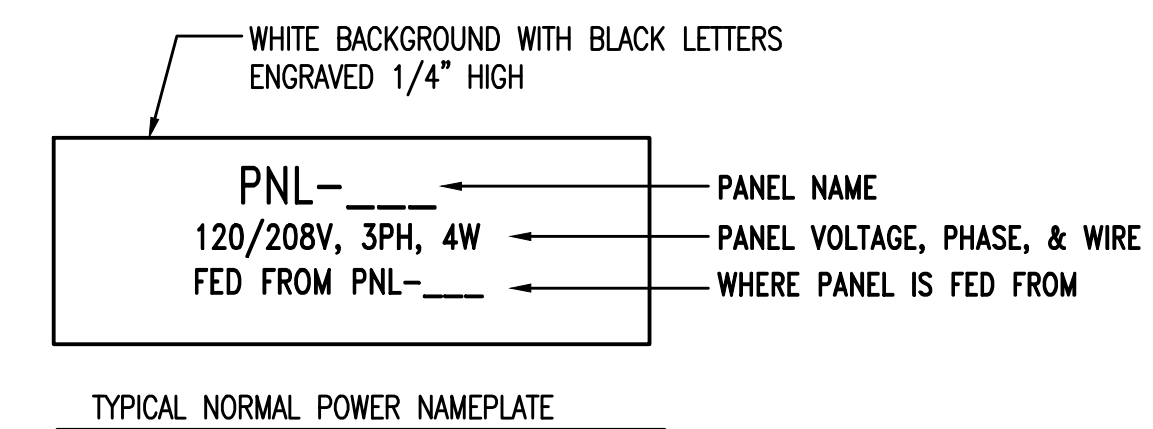 WHITE BACKGROUND WITH BLACK LETTERS
ENGRAVED 1/4" HIGH
PNL-___
PANEL NAME
120/208V, 3PH, 4W
PANEL VOLTAGE, PHASE, & WIRE
FED FROM PNL-___
WHERE PANEL IS FED FROM
TYPICAL NORMAL POWER NAMEPLATE